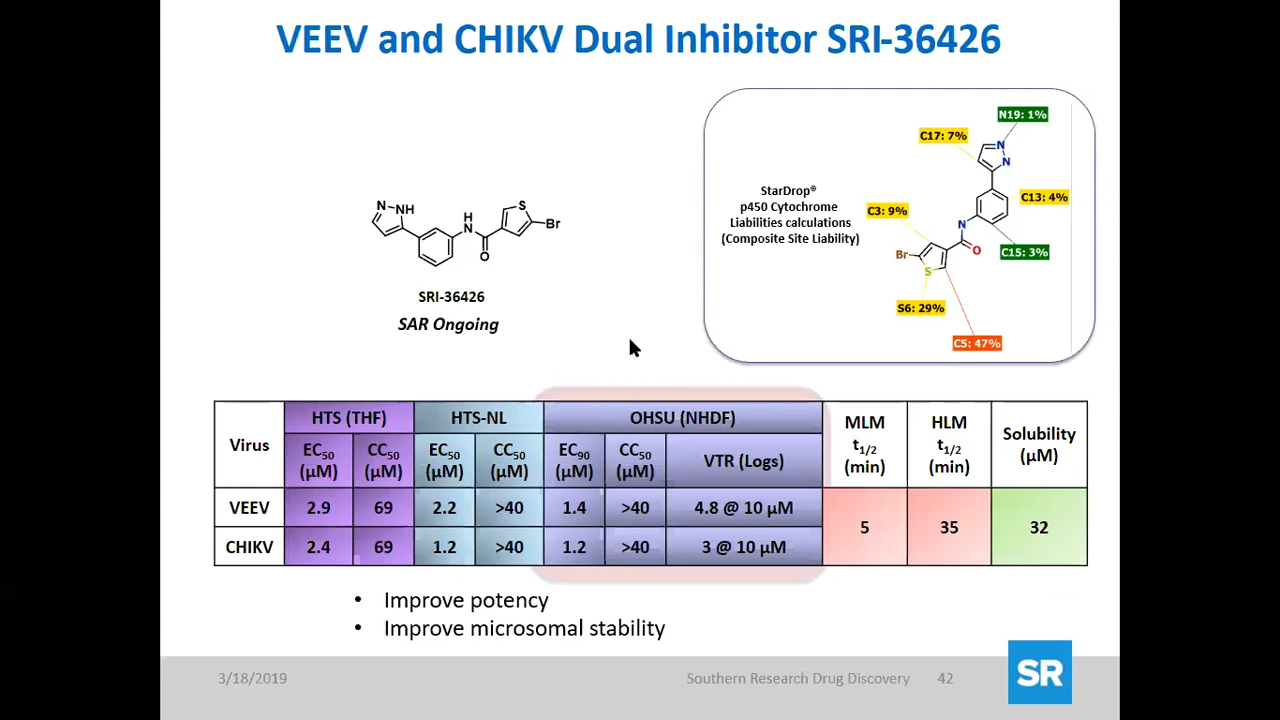 VEEV and CHIKV Dual Inhibitor SRI-36426
N
NH
H
N
O
S
Br
SRI-36426
SAR Ongoing
StarDrop®
p450 Cytochrome
Liabilities calculations
(Composite Site Liability)
N19: 1%
C17: 7%
N
N
C13: 4%
C3: 9%
N
Br
O
C15: 3%
S
S6: 29%
C5: 47%
Virus HTS (THF) HTS-NL OHSU (NHDF) MLM t1/2 (min) HLM t1/2 (min) Solubility (µM)
EC50 (µM) CC50 (µM) EC50 (µM) CC50 (µM) EC90 (µM) CC50 (µM) VTR (Logs)
VEEV 2.9 69 2.2 >40 1.4 >40 4.8 @ 10 µM 5 35 32
CHIKV 2.4 69 1.2 >40 1.2 >40 3 @ 10 µM
• Improve potency
• Improve microsomal stability
3/18/2019
Southern Research Drug Discovery 42
SR